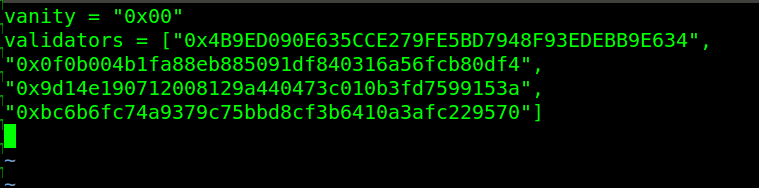 vanity = "0x00"
validators = ["0x4B9ED090E635CCE279FE5BD7948F93EDEBB9E634",
"0x0f0b004b1fa88eb885091df840316a56fcb80df4",
"0x9d14e190712008129a440473c010b3fd7599153a",
"0xbc6b6fc74a9379c75bbd8cf3b6410a3afc229570"]
~
~